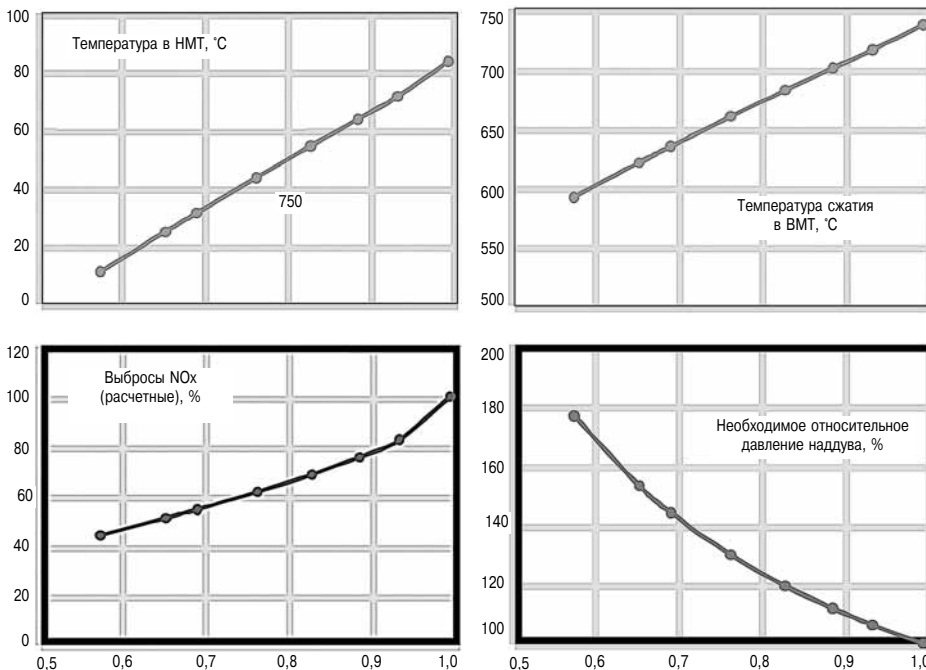 100
80
60
40
20
0
Температура в НМТ, ˚С
750
750
700
650
600
550
500
Температура сжатия
в ВМТ, ˚С
120
100
80
60
40
20
0
Выбросы NOx
(расчетные), %
0,5 0,6 0,7 0,8 0,9 1,0
200
180
160
140
120
100
Необходимое относительное
давление наддува, %
0,5 0,6 0,7 0,8 0,9 1,0